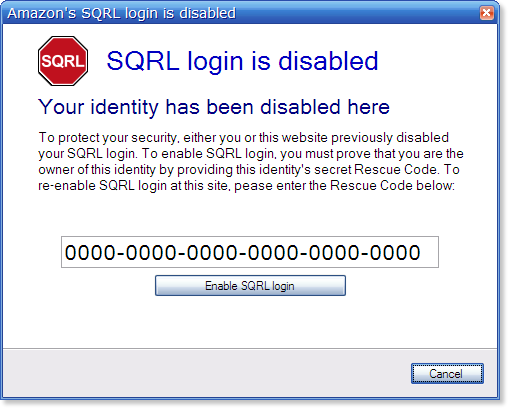 Amazon's SQRL login is disabled
SQRL
SQRL login is disabled
Your identity has been disabled here
To protect your security, either you or this website previously disabled
your SQRL login. To enable SQRL login, you must prove that you are the
owner of this identity by providing this identity's secret Rescue Code. To
re-enable SQRL login at this site, pease enter the Rescue Code below:
0000-0000-0000-0000-0000-0000
Enable SQRL login
Cancel